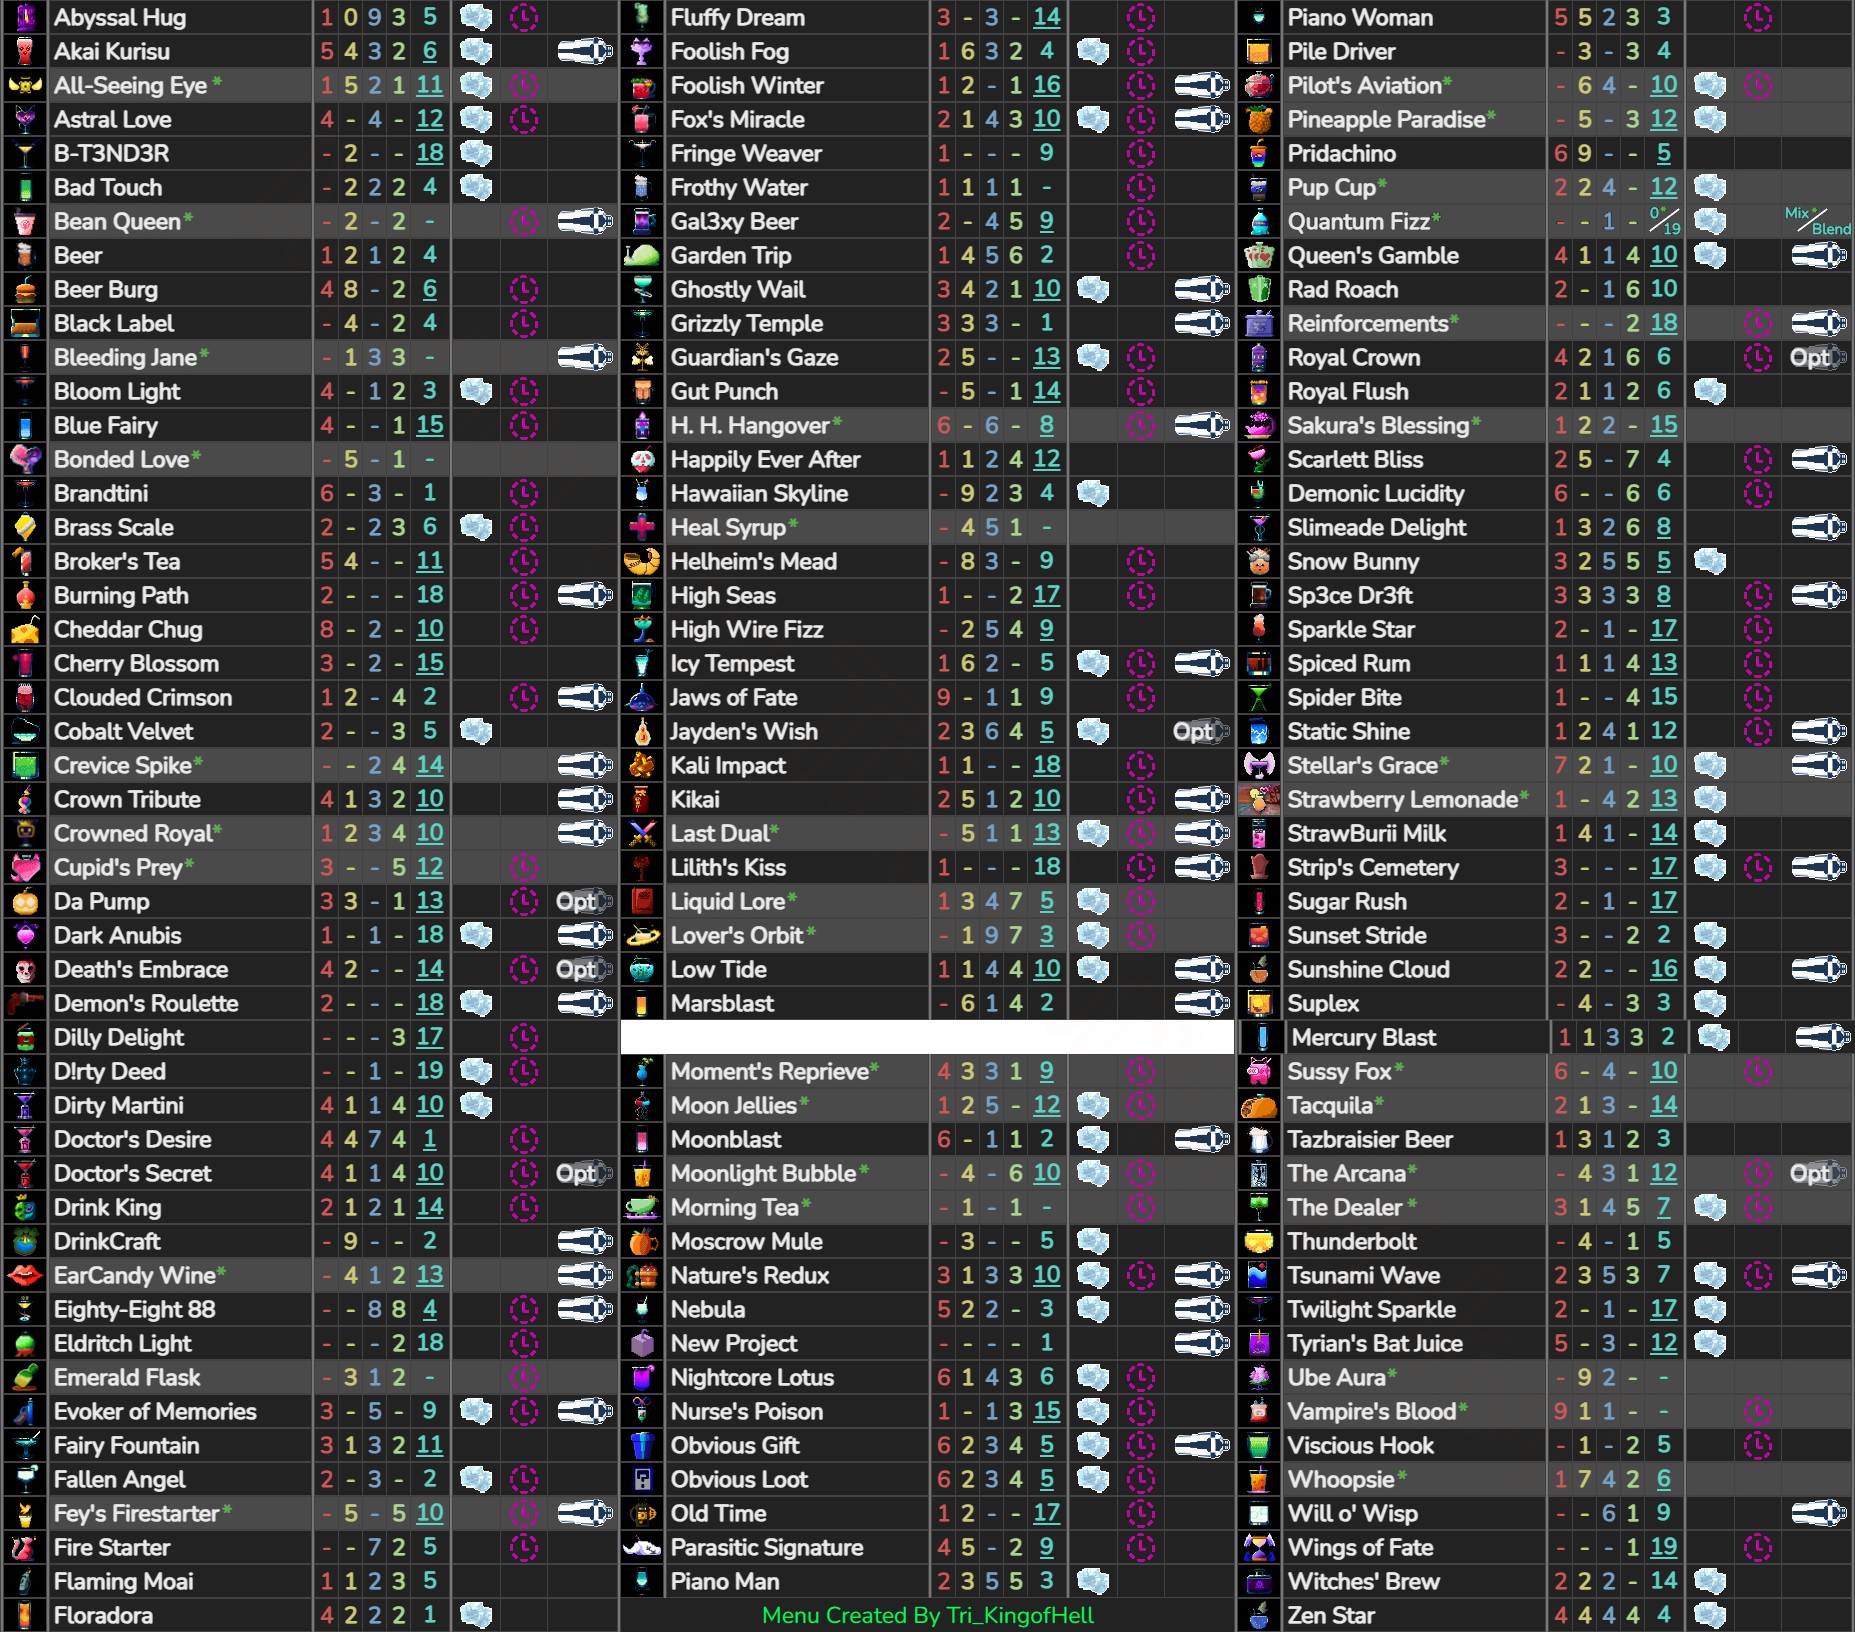 Abyssal Hug 1 0 9 3 5
Akai Kurisu 5 4 3 2 6
All-Seeing Eye * 1 5 2 1 11
Astral Love 4 - 4 - 12
B-T3ND3R - 2 - - 18
Bad Touch - 2 2 2 4
Bean Queen* - 2 - 2 -
Beer 1 2 1 2 4
Beer Burg 4 8 - 2 6
Black Label - 4 - 2 4
Bleeding Jane* - 1 3 3 -
Bloom Light 4 - 1 2 3
Blue Fairy 4 - - 1 15
Bonded Love* - 5 - 1 -
Brandtini 6 - 3 - 1
Brass Scale 2 - 2 3 6
Broker's Tea 5 4 - - 11
Burning Path 2 - - - 18
Cheddar Chug 8 - 2 - 10
Cherry Blossom 3 - 2 - 15
Clouded Crimson 1 2 - 4 2
Cobalt Velvet 2 - - 3 5
Crevice Spike* - - 2 4 14
Crown Tribute 4 1 3 2 10
Crowned Royal* 1 2 3 4 10
Cupid's Prey* 3 - - 5 12
Da Pump 3 3 - 1 13 Opt
Dark Anubis 1 - 1 - 18
Death's Embrace 4 2 - - 14 Opt
Demon's Roulette 2 - - - 18
Dilly Delight - - - 3 17
D!rty Deed - - 1 - 19
Dirty Martini 4 1 1 4 10
Doctor's Desire 4 4 7 4 1
Doctor's Secret 4 1 1 4 10 Opt
Drink King 2 1 2 1 14
DrinkCraft - 9 - - 2
EarCandy Wine* - 4 1 2 13
Eighty-Eight 88 - - 8 8 4
Eldritch Light - - - 2 18
Emerald Flask - 3 1 2 -
Evoker of Memories 3 - 5 - 9
Fairy Fountain 3 1 3 2 11
Fallen Angel 2 - 3 - 2
Fey's Firestarter* - 5 - 5 10
Fire Starter - - 7 2 5
Flaming Moai 1 1 2 3 5
Floradora 4 2 2 2 1
Fluffy Dream 3 - 3 - 14
Foolish Fog 1 6 3 2 4
Foolish Winter 1 2 - 1 16
Fox's Miracle 2 1 4 3 10
Fringe Weaver 1 - - - 9
Frothy Water 1 1 1 1 -
Gal3xy Beer 2 - 4 5 9
Garden Trip 1 4 5 6 2
Ghostly Wail 3 4 2 1 10
Grizzly Temple 3 3 3 - 1
Guardian's Gaze 2 5 - - 13
Gut Punch - 5 - 1 14
H. H. Hangover* 6 - 6 - 8
Happily Ever After 1 1 2 4 12
Hawaiian Skyline - 9 2 3 4
Heal Syrup* - 4 5 1 -
Helheim's Mead - 8 3 - 9
High Seas 1 - - 2 17
High Wire Fizz - 2 5 4 9
Icy Tempest 1 6 2 - 5
Jaws of Fate 9 - 1 1 9
Jayden's Wish 2 3 6 4 5 Opt
Kali Impact 1 1 - - 18
Kikai 2 5 1 2 10
Last Dual* - 5 1 1 13
Lilith's Kiss 1 - - - 18
Liquid Lore* 1 3 4 7 5
Lover's Orbit* - 1 9 7 3
Low Tide 1 1 4 4 10
Marsblast - 6 1 4 2
Moment's Reprieve* 4 3 3 1 9
Moon Jellies* 1 2 5 - 12
Moonblast 6 - 1 1 2
Moonlight Bubble* - 4 - 6 10
Morning Tea* - 1 - 1 -
Moscrow Mule - 3 - - 5
Nature's Redux 3 1 3 3 10
Nebula 5 2 2 - 3
New Project - - - - 1
Nightcore Lotus 6 1 4 3 6
Nurse's Poison 1 - 1 3 15
Obvious Gift 6 2 3 4 5
Obvious Loot 6 2 3 4 5
Old Time 1 2 - - 17
Parasitic Signature 4 5 - 2 9
Piano Man 2 3 5 5 3
Menu Created By Tri_KingofHell
Piano Woman 5 5 2 3 3
Pile Driver - 3 - 3 4
Pilot's Aviation* - 6 4 - 10
Pineapple Paradise* - 5 - 3 12
Pridachino 6 9 - - 5
Pup Cup* 2 2 4 - 12
Quantum Fizz* - - 1 - 0*/19 Mix*/Blend
Queen's Gamble 4 1 1 4 10
Rad Roach 2 - 1 6 10
Reinforcements* - - - 2 18
Royal Crown 4 2 1 6 6 Opt
Royal Flush 2 1 1 2 6
Sakura's Blessing* 1 2 2 - 15
Scarlett Bliss 2 5 - 7 4
Demonic Lucidity 6 - - 6 6
Slimeade Delight 1 3 2 6 8
Snow Bunny 3 2 5 5 5
Sp3ce Dr3ft 3 3 3 3 8
Sparkle Star 2 - 1 - 17
Spiced Rum 1 1 1 4 13
Spider Bite 1 - - 4 15
Static Shine 1 2 4 1 12
Stellar's Grace* 7 2 1 - 10
Strawberry Lemonade* 1 - 4 2 13
StrawBurii Milk 1 4 1 - 14
Strip's Cemetery 3 - - - 17
Sugar Rush 2 - 1 - 17
Sunset Stride 3 - - 2 2
Sunshine Cloud 2 2 - - 16
Suplex - 4 - 3 3
Mercury Blast 1 1 3 3 2
Sussy Fox* 6 - 4 - 10
Tacquila* 2 1 3 - 14
Tazbraisier Beer 1 3 1 2 3
The Arcana* - 4 3 1 12 Opt
The Dealer* 3 1 4 5 7
Thunderbolt - 4 - 1 5
Tsunami Wave 2 3 5 3 7
Twilight Sparkle 2 - 1 - 17
Tyrian's Bat Juice 5 - 3 - 12
Ube Aura* - 9 2 - -
Vampire's Blood* 9 1 1 - -
Viscious Hook - 1 - 2 5
Whoopsie* 1 7 4 2 6
Will o' Wisp - - 6 1 9
Wings of Fate - - - 1 19
Witches' Brew 2 2 2 - 14
Zen Star 4 4 4 4 4